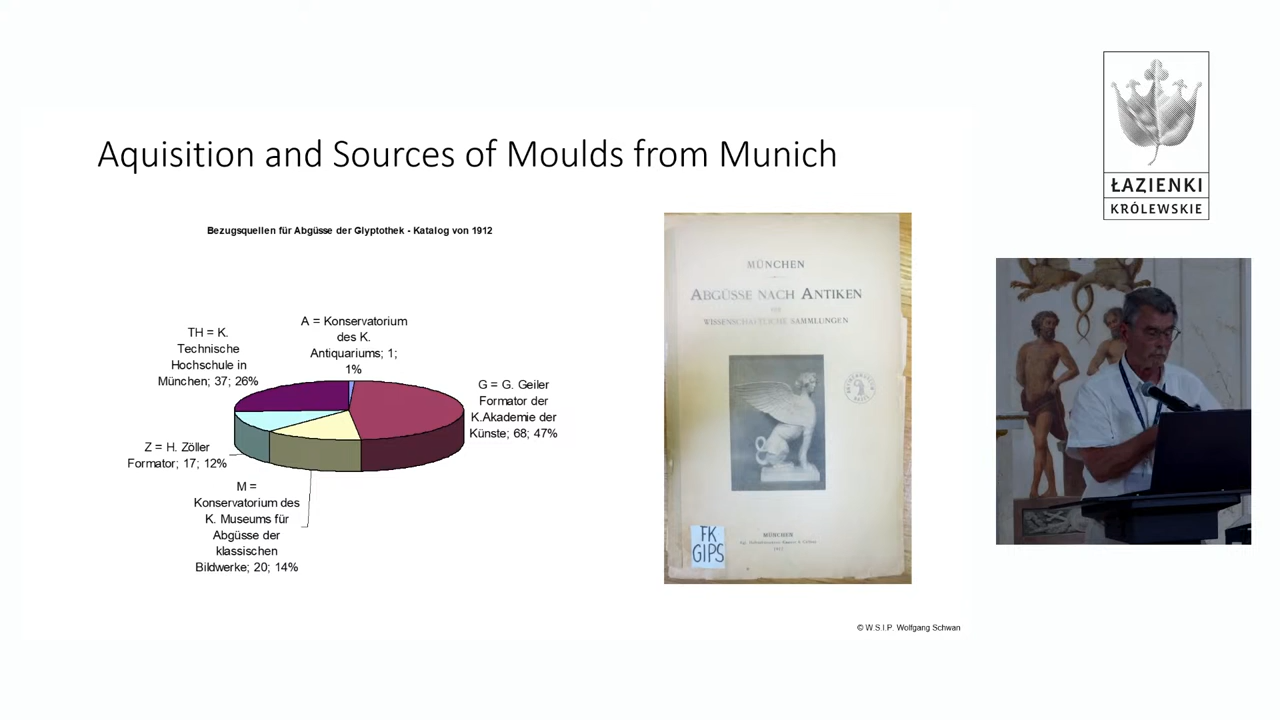 Aquisition and Sources of Moulds from Munich
Bezugsquellen für Abgüsse der Glyptothek - Katalog von 1912
A = Konservatorium
des K.
Antiquariums; 1;
1%
TH = K.
Technische
Hochschule in
München; 37; 26%
G = G. Geiler
Formator der
K.Akademie der
Künste; 68; 47%
Z = H. Zöller
Formator; 17; 12%
M =
Konservatorium des
K. Museums für
Abgüsse der
klassischen
Bildwerke; 20; 14%
MÜNCHEN
ABGÜSSE NACH ANTIKEN
WISSENSCHAFTLICHE SAMMLUNGEN
FK
GIPS
MÜNCHEN
1912
© W.S.I.P. Wolfgang Schwan
ŁAZIENKI
KRÓLEWSKIE